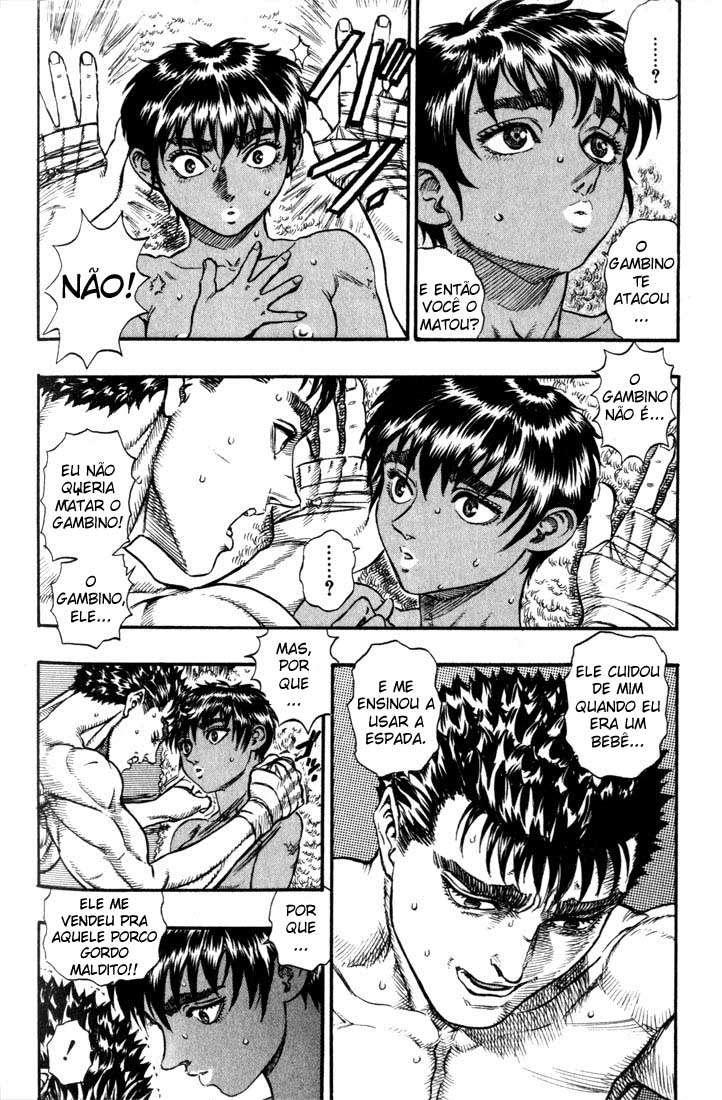 ......
?
O
GAMBINO
TE
ATACOU
...
E ENTÃO
VOCÊ O
MATOU?
NÃO!
O
GAMBINO
NÃO É...
......
?
EU NÃO
QUERIA
MATAR O
GAMBINO!
O
GAMBINO,
ELE...
ELE CUIDOU
DE MIM
QUANDO EU
ERA UM
BEBÊ...
E ME
ENSINOU A
USAR A
ESPADA.
MAS,
POR
QUE
...
POR
QUE
...
ELE ME
VENDEU PRA
AQUELE PORCO
GORDO
MALDITO!!
!